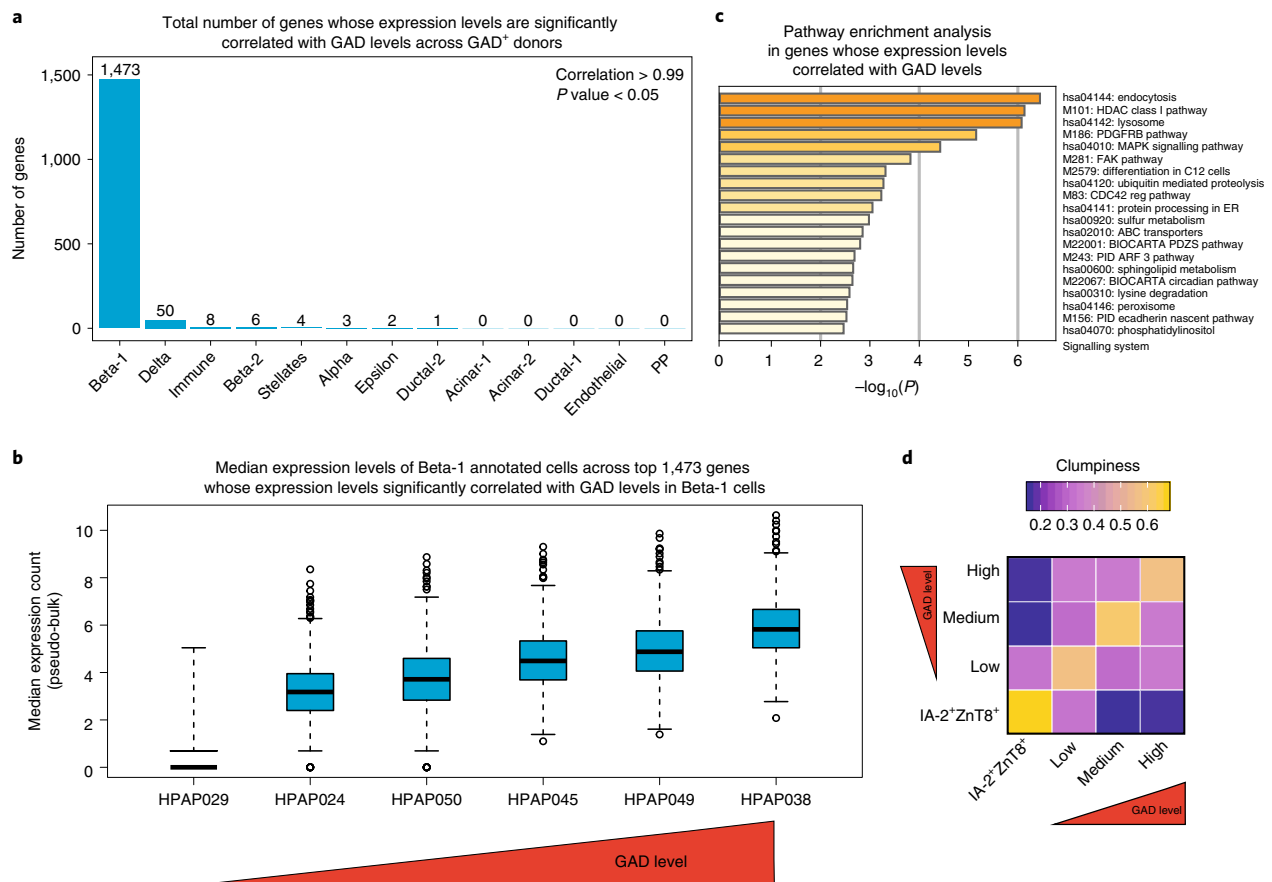 a
Total number of genes whose expression levels are significantly
correlated with GAD levels across GAD⁺ donors
Correlation > 0.99
P value < 0.05
Number of genes
1,500
1,000
500
0
1,473
50
8
6
4
3
2
1
0
0
0
0
0
Beta-1
Delta
Immune
Beta-2
Stellates
Alpha
Epsilon
Ductal-2
Acinar-1
Acinar-2
Ductal-1
Endothelial
PP
c
Pathway enrichment analysis
in genes whose expression levels
correlated with GAD levels
hsa04144: endocytosis
M101: HDAC class I pathway
hsa04142: lysosome
M186: PDGFRB pathway
hsa04010: MAPK signalling pathway
M281: FAK pathway
M2579: differentiation in C12 cells
hsa04120: ubiquitin mediated proteolysis
M83: CDC42 reg pathway
hsa04141: protein processing in ER
hsa00920: sulfur metabolism
hsa02010: ABC transporters
M22001: BIOCARTA PDZS pathway
M243: PID ARF 3 pathway
hsa00600: sphingolipid metabolism
M22067: BIOCARTA circadian pathway
hsa00310: lysine degradation
hsa04146: peroxisome
M156: PID ecadherin nascent pathway
hsa04070: phosphatidylinositol
Signalling system
0 1 2 3 4 5 6
–log₁₀(P)
b
Median expression levels of Beta-1 annotated cells across top 1,473 genes
whose expression levels significantly correlated with GAD levels in Beta-1 cells
Median expression count
(pseudo-bulk)
10
8
6
4
2
0
HPAP029 HPAP024 HPAP050 HPAP045 HPAP049 HPAP038
GAD level
d
Clumpiness
0.2 0.3 0.4 0.5 0.6
GAD level
High
Medium
Low
IA-2⁺ZnT8⁺
IA-2⁺ZnT8⁺
Low
Medium
High
GAD level